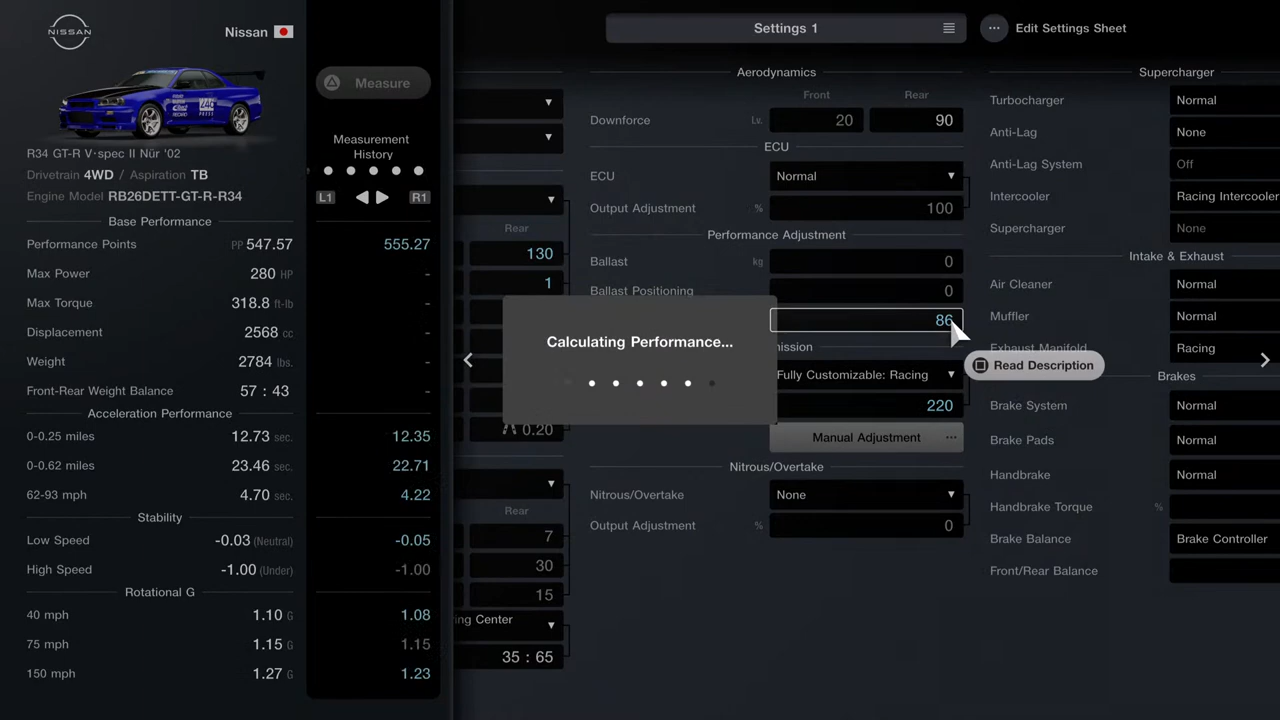 NISSAN
Nissan
R34 GT-R V・spec II Nür '02
Drivetrain 4WD / Aspiration TB
Engine Model RB26DETT-GT-R-R34
Base Performance
Performance Points PP 547.57
Max Power 280 HP
Max Torque 318.8 ft-lb
Displacement 2568 cc
Weight 2784 lbs.
Front-Rear Weight Balance 57 : 43
Acceleration Performance
0-0.25 miles 12.73 sec.
0-0.62 miles 23.46 sec.
62-93 mph 4.70 sec.
Stability
Low Speed -0.03 (Neutral)
High Speed -1.00 (Under)
Rotational G
40 mph 1.10 G
75 mph 1.15 G
150 mph 1.27 G
Measure
Measurement
History
L1 R1
555.27
-
-
-
-
-
12.35
22.71
4.22
-0.05
-1.00
1.08
1.15
1.23
Rear
130
1
0.20
Rear
7
30
15
ing Center
35 : 65
Settings 1
Edit Settings Sheet
Aerodynamics
Front Rear
Downforce Lv. 20 90
ECU
ECU Normal
Output Adjustment % 100
Performance Adjustment
Ballast kg 0
Ballast Positioning 0
86
Calculating Performance...
mission
Fully Customizable: Racing
220
Manual Adjustment
Nitrous/Overtake
Nitrous/Overtake None
Output Adjustment % 0
Read Description
Supercharger
Turbocharger Normal
Anti-Lag None
Anti-Lag System Off
Intercooler Racing Intercooler
Supercharger None
Intake & Exhaust
Air Cleaner Normal
Muffler Normal
Exhaust Manifold Racing
Brakes
Brake System Normal
Brake Pads Normal
Handbrake Normal
Handbrake Torque %
Brake Balance Brake Controller
Front/Rear Balance